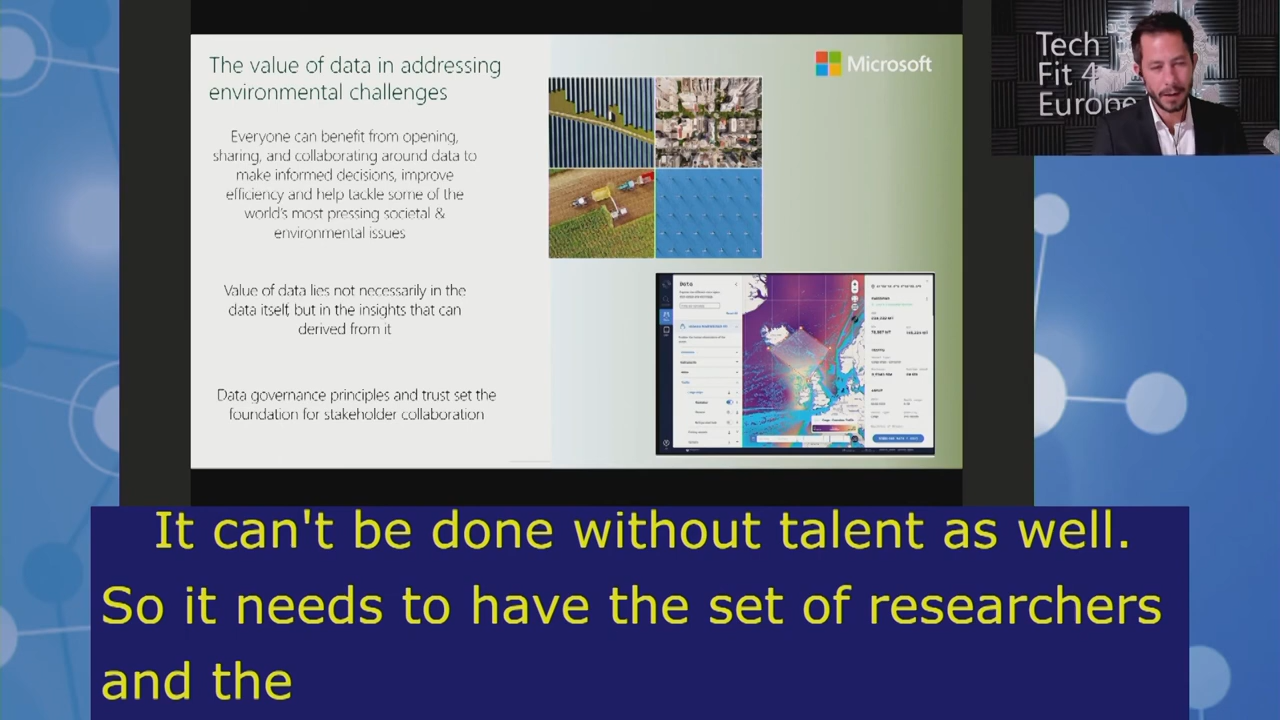 The value of data in addressing
environmental challenges
Microsoft
Tech
Fit 4
Europe
Everyone can benefit from opening,
sharing, and collaborating around data to
make informed decisions, improve
efficiency and help tackle some of the
world's most pressing societal &
environmental issues
Value of data lies not necessarily in the
data itself, but in the insights that can
derived from it
Data governance principles and trust set the
foundation for stakeholder collaboration
Data
It can't be done without talent as well.
So it needs to have the set of researchers
and the